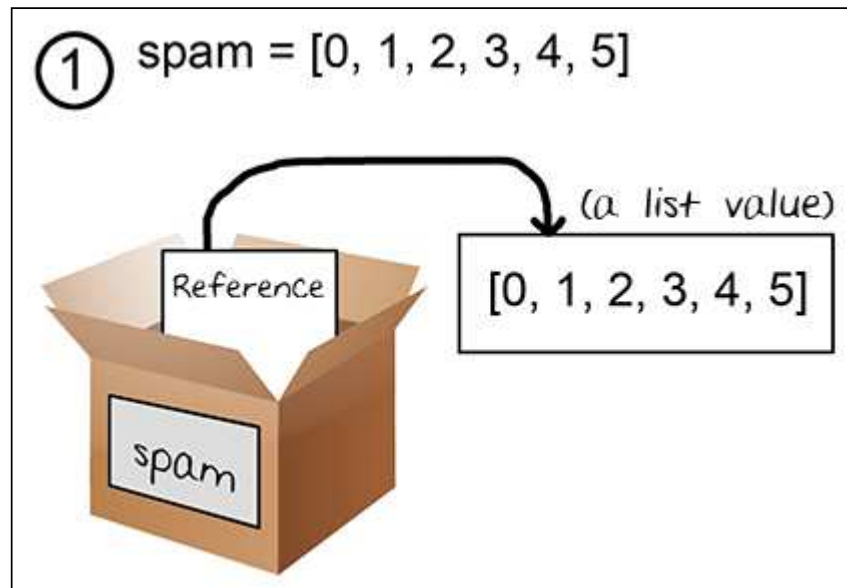 ① spam = [0, 1, 2, 3, 4, 5]
(a list value)
Reference
[0, 1, 2, 3, 4, 5]
spam